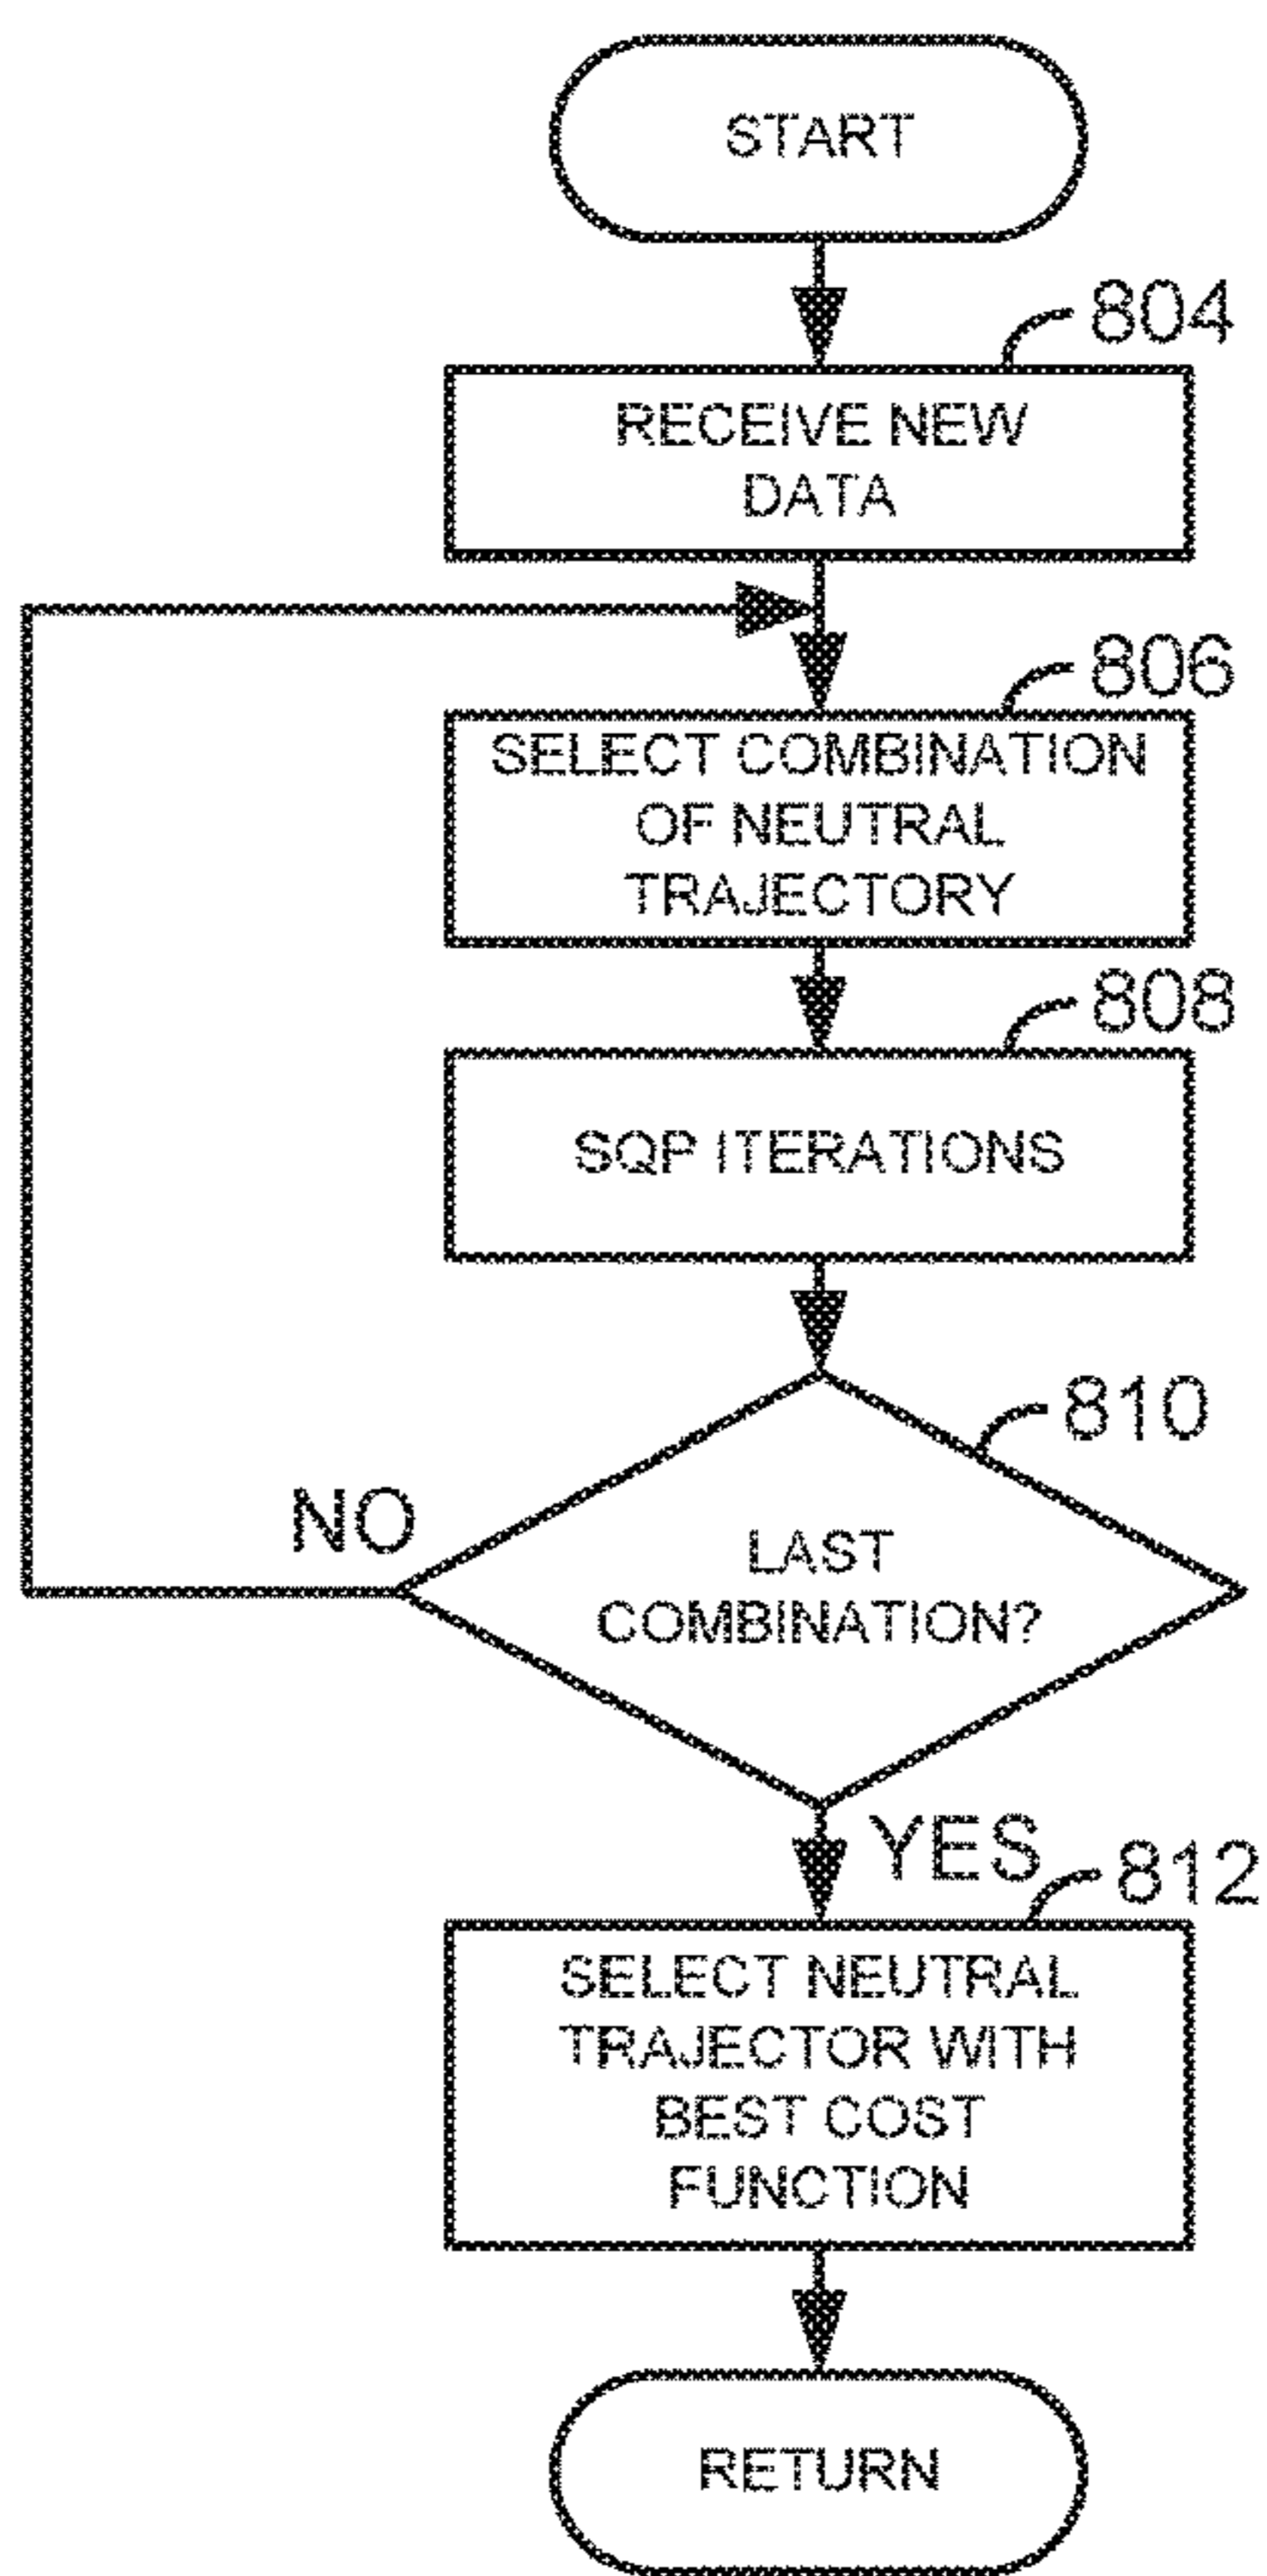 START
804
RECEIVE NEW
DATA
806
SELECT COMBINATION
OF NEUTRAL
TRAJECTORY
808
SQP ITERATIONS
810
LAST
COMBINATION?
NO
YES
812
SELECT NEUTRAL
TRAJECTOR WITH
BEST COST
FUNCTION
RETURN